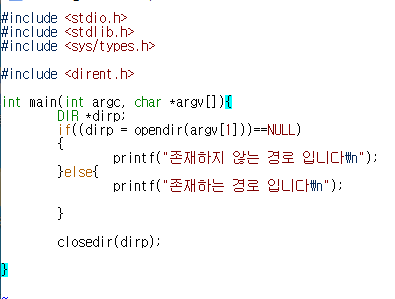 #include <stdio.h>
#include <stdlib.h>
#include <sys/types.h>
#include <dirent.h>
int main(int argc, char *argv[]){
DIR *dirp;
if((dirp = opendir(argv[1]))==NULL)
{
printf("존재하지 않는 경로 입니다₩n");
}else{
printf("존재하는 경로 입니다₩n");
}
closedir(dirp);
}
~